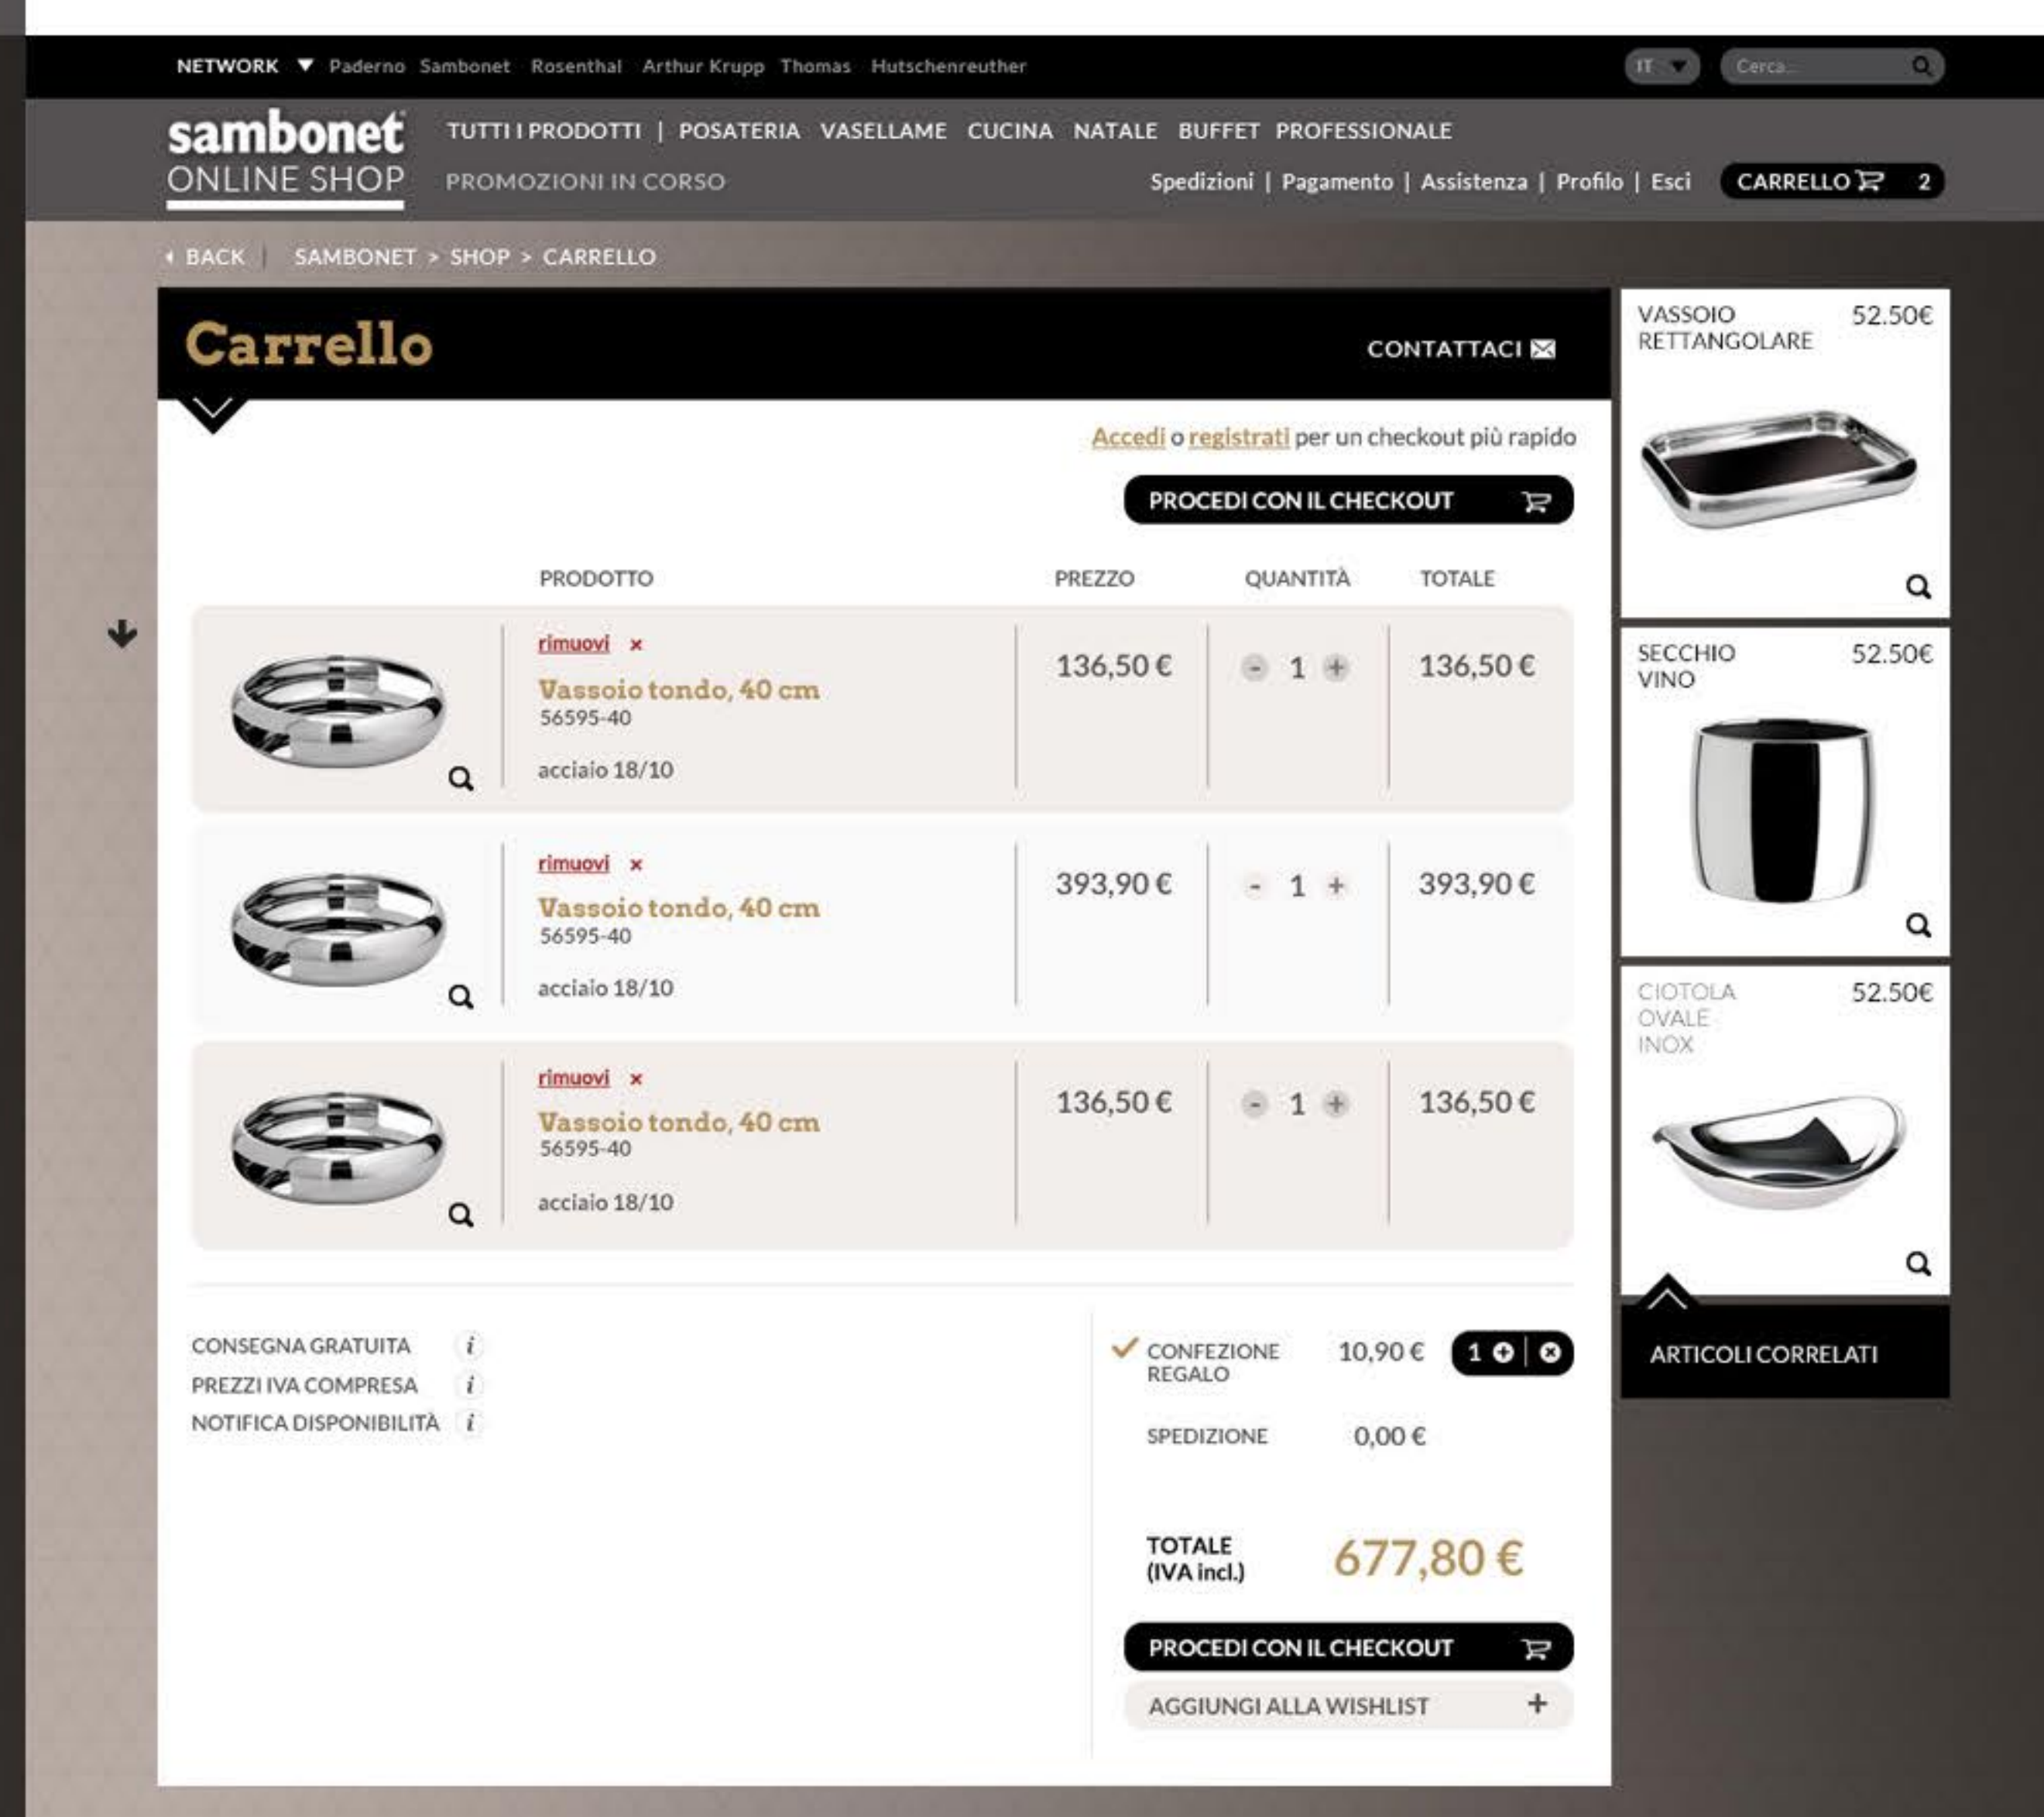 NETWORK ▼ Paderno Sambonet Rosenthal Arthur Krupp Thomas Hutschenreuther
IT ▼ Cerca...
sambonet
ONLINE SHOP
TUTTI I PRODOTTI | POSATERIA VASELLAME CUCINA NATALE BUFFET PROFESSIONALE
PROMOZIONI IN CORSO
Spedizioni | Pagamento | Assistenza | Profilo | Esci CARRELLO 2
BACK | SAMBONET > SHOP > CARRELLO
Carrello
CONTATTACI
Accedi o registrati per un checkout più rapido
PROCEDI CON IL CHECKOUT
PRODOTTO PREZZO QUANTITÀ TOTALE
rimuovi x
Vassoio tondo, 40 cm
56595-40
acciaio 18/10
136,50 € - 1 + 136,50 €
rimuovi x
Vassoio tondo, 40 cm
56595-40
acciaio 18/10
393,90 € - 1 + 393,90 €
rimuovi x
Vassoio tondo, 40 cm
56595-40
acciaio 18/10
136,50 € - 1 + 136,50 €
CONSEGNA GRATUITA i
PREZZI IVA COMPRESA i
NOTIFICA DISPONIBILITÀ i
CONFEZIONE
REGALO
10,90 € 1 + | x
SPEDIZIONE 0,00 €
TOTALE
(IVA incl.)
677,80 €
PROCEDI CON IL CHECKOUT
AGGIUNGI ALLA WISHLIST +
VASSOIO
RETTANGOLARE
52.50€
SECCHIO
VINO
52.50€
CIOTOLA
OVALE
INOX
52.50€
ARTICOLI CORRELATI